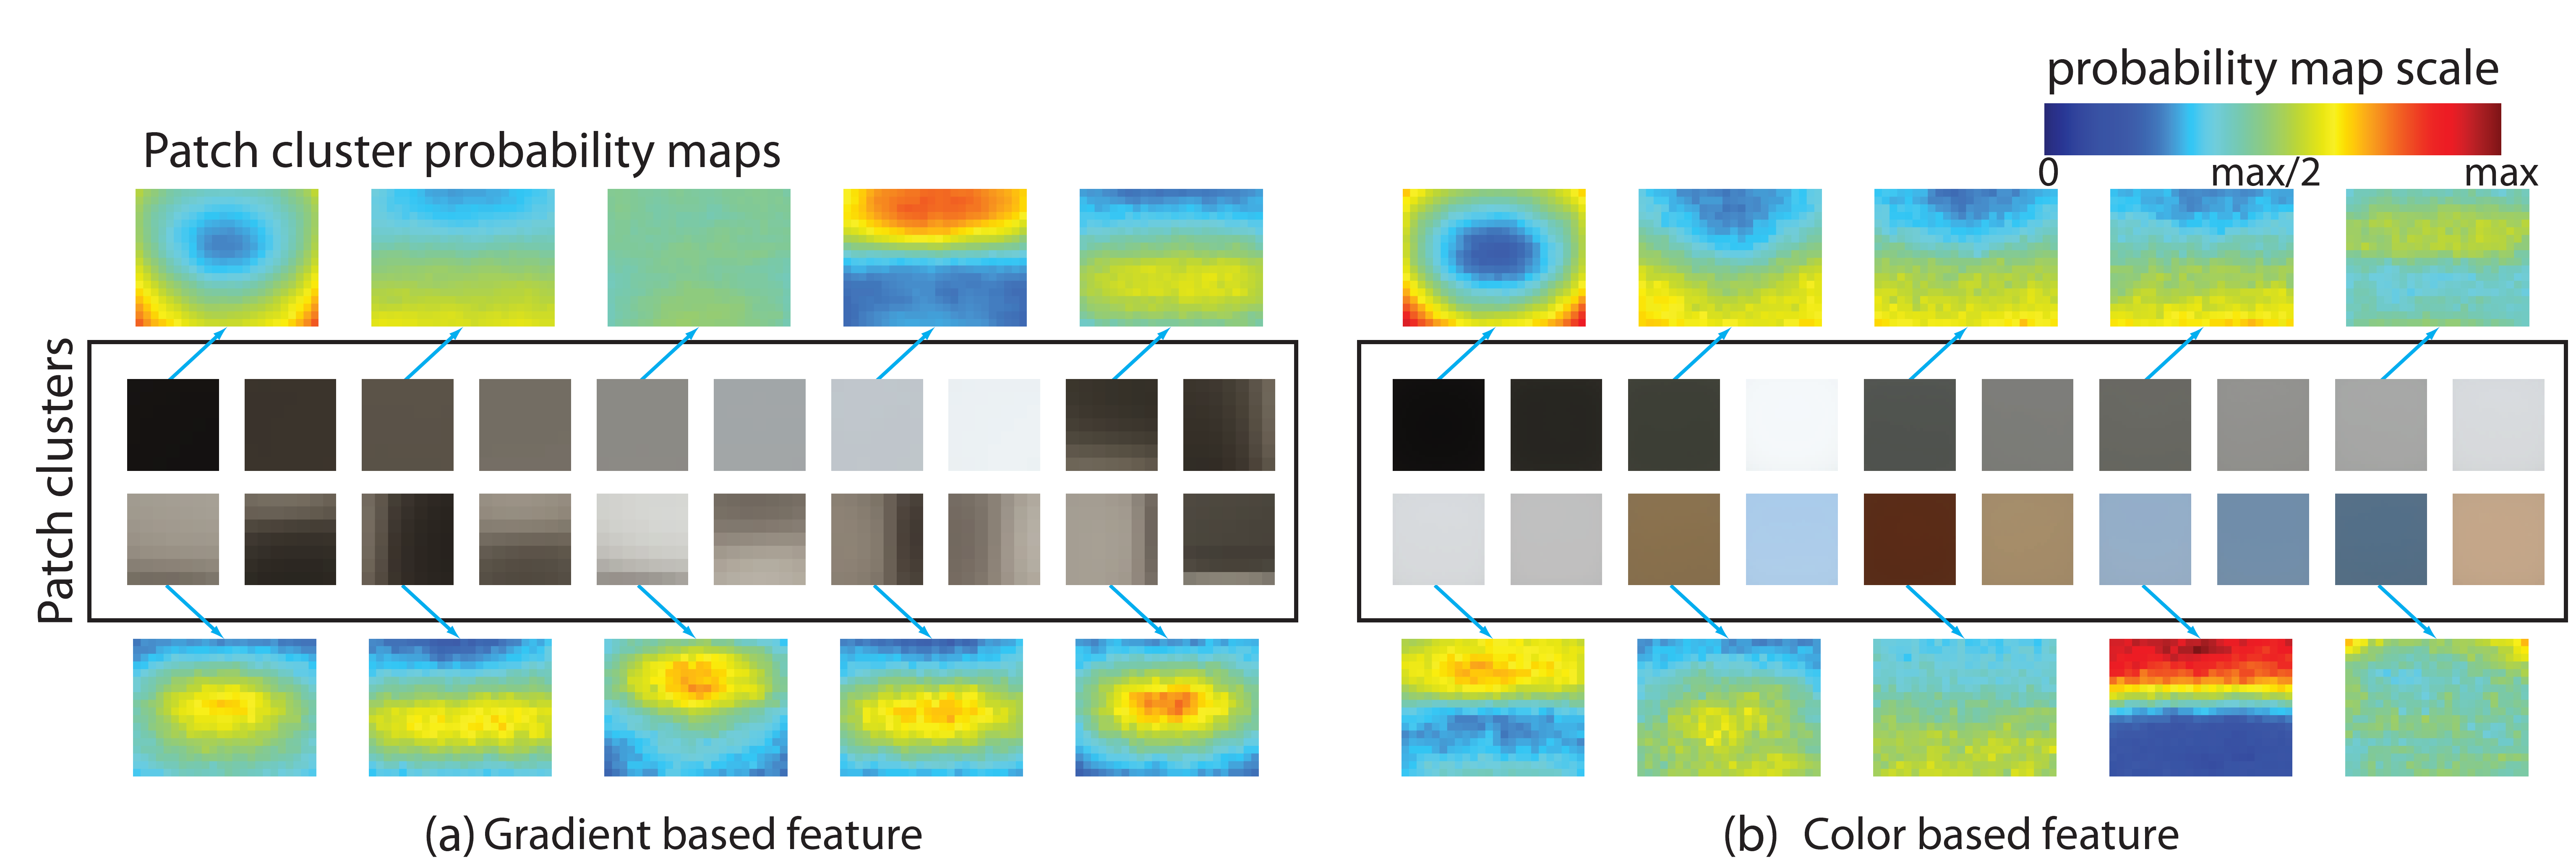 probability map scale
0 max/2 max
Patch cluster probability maps
Patch clusters
(a) Gradient based feature
(b) Color based feature